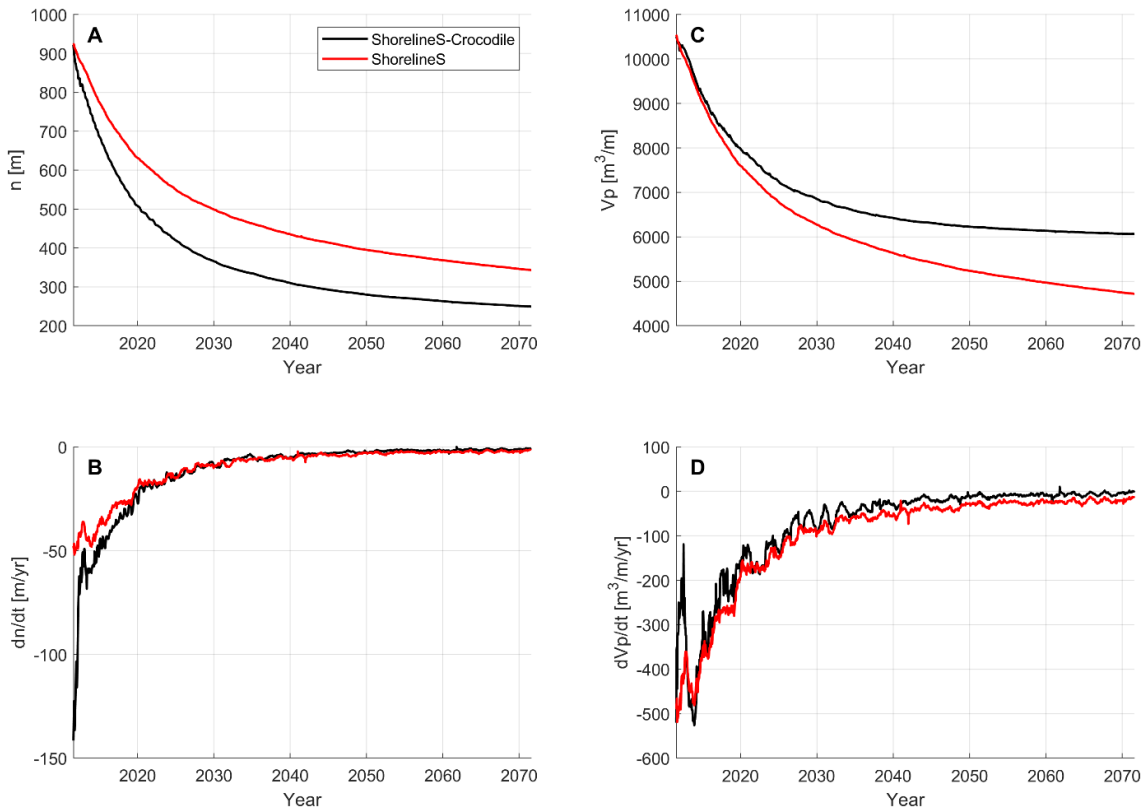 A
ShorelineS-Crocodile
ShorelineS
1000
900
800
700
600
500
400
300
200
n [m]
2020 2030 2040 2050 2060 2070
Year
C
11000
10000
9000
8000
7000
6000
5000
4000
Vp [m³/m]
2020 2030 2040 2050 2060 2070
Year
B
0
-50
-100
-150
dn/dt [m/yr]
2020 2030 2040 2050 2060 2070
Year
D
100
0
-100
-200
-300
-400
-500
-600
dVp/dt [m³/m/yr]
2020 2030 2040 2050 2060 2070
Year